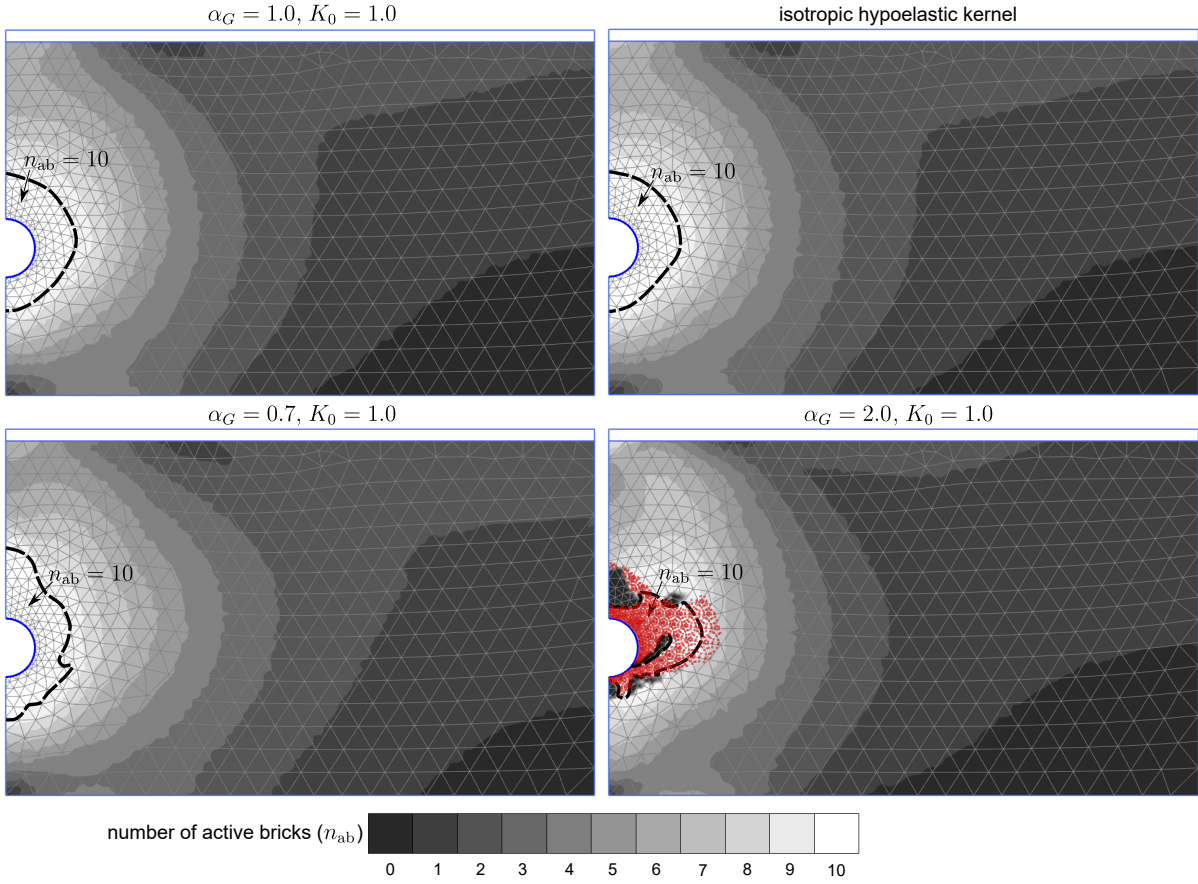 α_G = 1.0, K_0 = 1.0
isotropic hypoelastic kernel
n_ab = 10
n_ab = 10
α_G = 0.7, K_0 = 1.0
α_G = 2.0, K_0 = 1.0
n_ab = 10
n_ab = 10
number of active bricks (n_ab)
0 1 2 3 4 5 6 7 8 9 10